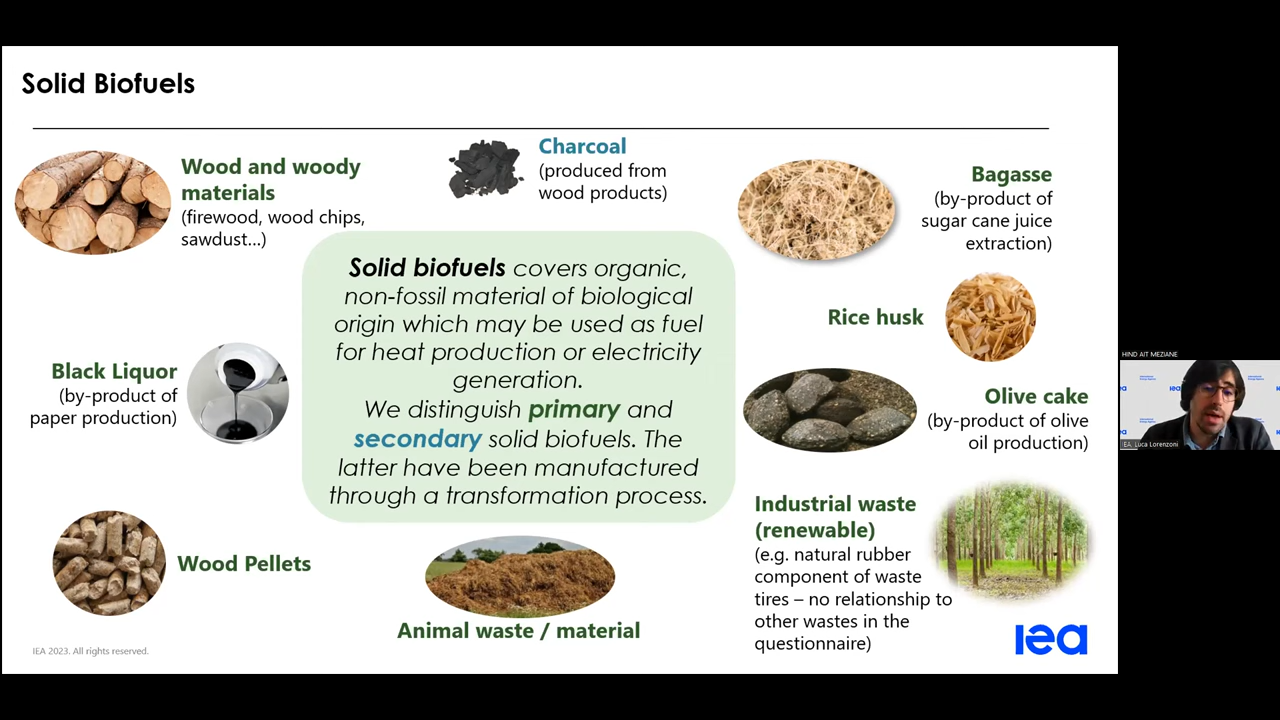 Solid Biofuels
Wood and woody
materials
(firewood, wood chips,
sawdust...)
Charcoal
(produced from
wood products)
Bagasse
(by-product of
sugar cane juice
extraction)
Solid biofuels covers organic,
non-fossil material of biological
origin which may be used as fuel
for heat production or electricity
generation.
We distinguish primary and
secondary solid biofuels. The
latter have been manufactured
through a transformation process.
Rice husk
Black Liquor
(by-product of
paper production)
Olive cake
(by-product of olive
oil production)
Wood Pellets
Animal waste / material
Industrial waste
(renewable)
(e.g. natural rubber
component of waste
tires – no relationship to
other wastes in the
questionnaire)
IEA 2023. All rights reserved.
iea
HIND AIT MEZIANE
IEA, Luca Lorenzoni